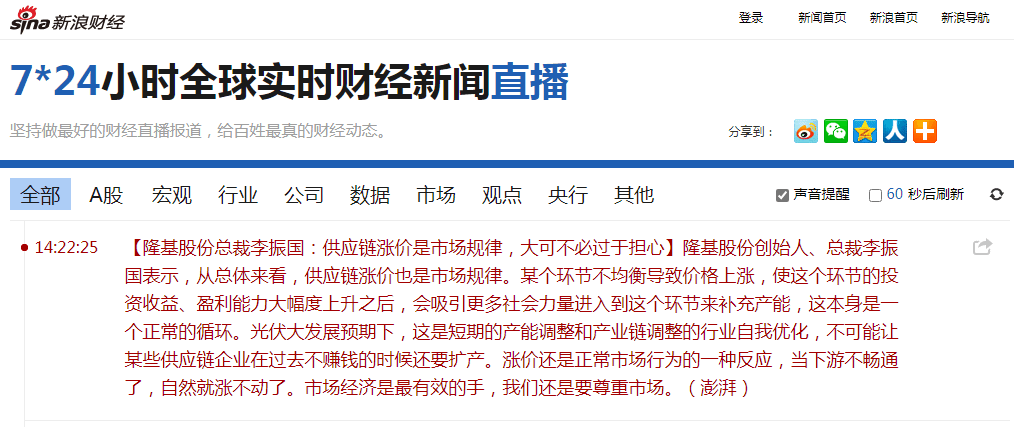 sina新浪财经
登录 新闻首页 新浪首页 新浪导航
7*24小时全球实时财经新闻直播
坚持做最好的财经直播报道，给百姓最真的财经动态。
分享到：
全部 A股 宏观 行业 公司 数据 市场 观点 央行 其他
声音提醒 60 秒后刷新
14:22:25 【隆基股份总裁李振国：供应链涨价是市场规律，大可不必过于担心】隆基股份创始人、总裁李振
国表示，从总体来看，供应链涨价也是市场规律。某个环节不均衡导致价格上涨，使这个环节的投
资收益、盈利能力大幅度上升之后，会吸引更多社会力量进入到这个环节来补充产能，这本身是一
个正常的循环。光伏大发展预期下，这是短期的产能调整和产业链调整的行业自我优化，不可能让
某些供应链企业在过去不赚钱的时候还要扩产。涨价还是正常市场行为的一种反应，当下游不畅通
了，自然就涨不动了。市场经济是最有效的手，我们还是要尊重市场。（澎湃）